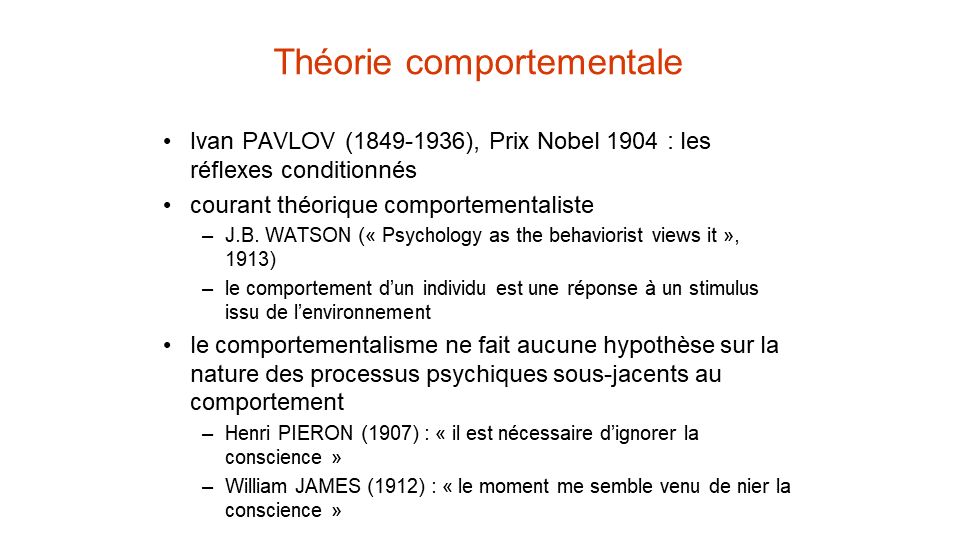 Théorie comportementale
• Ivan PAVLOV (1849-1936), Prix Nobel 1904 : les
réflexes conditionnés
• courant théorique comportementaliste
– J.B. WATSON (« Psychology as the behaviorist views it »,
1913)
– le comportement d’un individu est une réponse à un stimulus
issu de l’environnement
• le comportementalisme ne fait aucune hypothèse sur la
nature des processus psychiques sous-jacents au
comportement
– Henri PIERON (1907) : « il est nécessaire d’ignorer la
conscience »
– William JAMES (1912) : « le moment me semble venu de nier la
conscience »